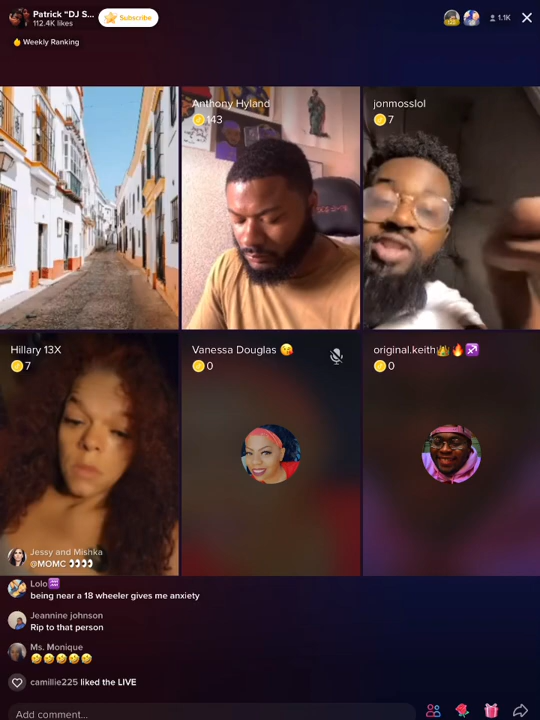 Patrick "DJ S...
112.4K likes
Subscribe
1.1K
Weekly Ranking
Anthony Hyland
143
jonmosslol
7
Hillary 13X
7
Vanessa Douglas 😘
0
original.keith👑🔥♐
0
Jessy and Mishka
@MOMC 👀👀
Lolo♒
being near a 18 wheeler gives me anxiety
Jeannine johnson
Rip to that person
Ms. Monique
🤣🤣🤣🤣🤣
camillie225 liked the LIVE
Add comment...